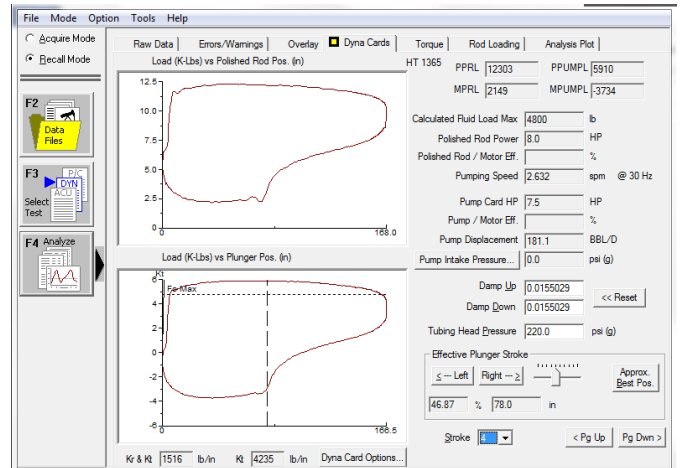 File Mode Option Tools Help
Acquire Mode
Recall Mode
F2
Data
Files
F3
P/C
DYN
ACU
Select
Test
F4 Analyze
Raw Data
Errors/Warnings
Overlay
Dyna Cards
Torque
Rod Loading
Analysis Plot
Load (K-Lbs) vs Polished Rod Pos. (in)
12.5
10.0
7.5
5.0
2.5
0
0
168.0
Load (K-Lbs) vs Plunger Pos. (in)
Kt
6
Fo Max
4
2
0
-2
-4
-6
0
166.5
Kr & Kt 1516 lb/in Kt 4235 lb/in Dyna Card Options...
HT 1365
PPRL 12303 PPUMPL 5910
MPRL 2149 MPUMPL -3734
Calculated Fluid Load Max 4800 lb
Polished Rod Power 8.0 HP
Polished Rod / Motor Eff. %
Pumping Speed 2.632 spm @ 30 Hz
Pump Card HP 7.5 HP
Pump / Motor Eff. %
Pump Displacement 181.1 BBL/D
Pump Intake Pressure... 0.0 psi (g)
Damp Up 0.0155029
Damp Down 0.0155029
<< Reset
Tubing Head Pressure 220.0 psi (g)
Effective Plunger Stroke
< --- Left Right --- >
Approx.
Best Pos.
46.87 % 78.0 in
Stroke 4 < Pg Up Pg Dwn >